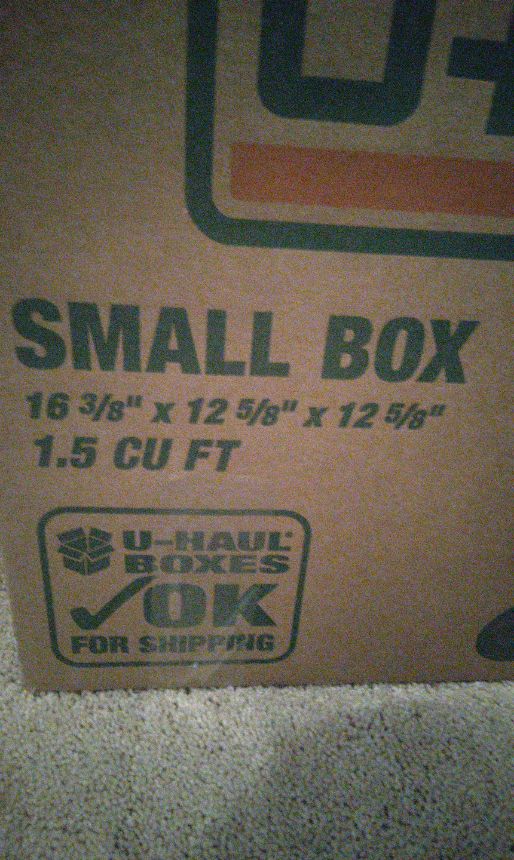 SMALL BOX
16 3/8" x 12 5/8" x 12 5/8"
1.5 CU FT
U-HAUL®
BOXES
✓OK
FOR SHIPPING